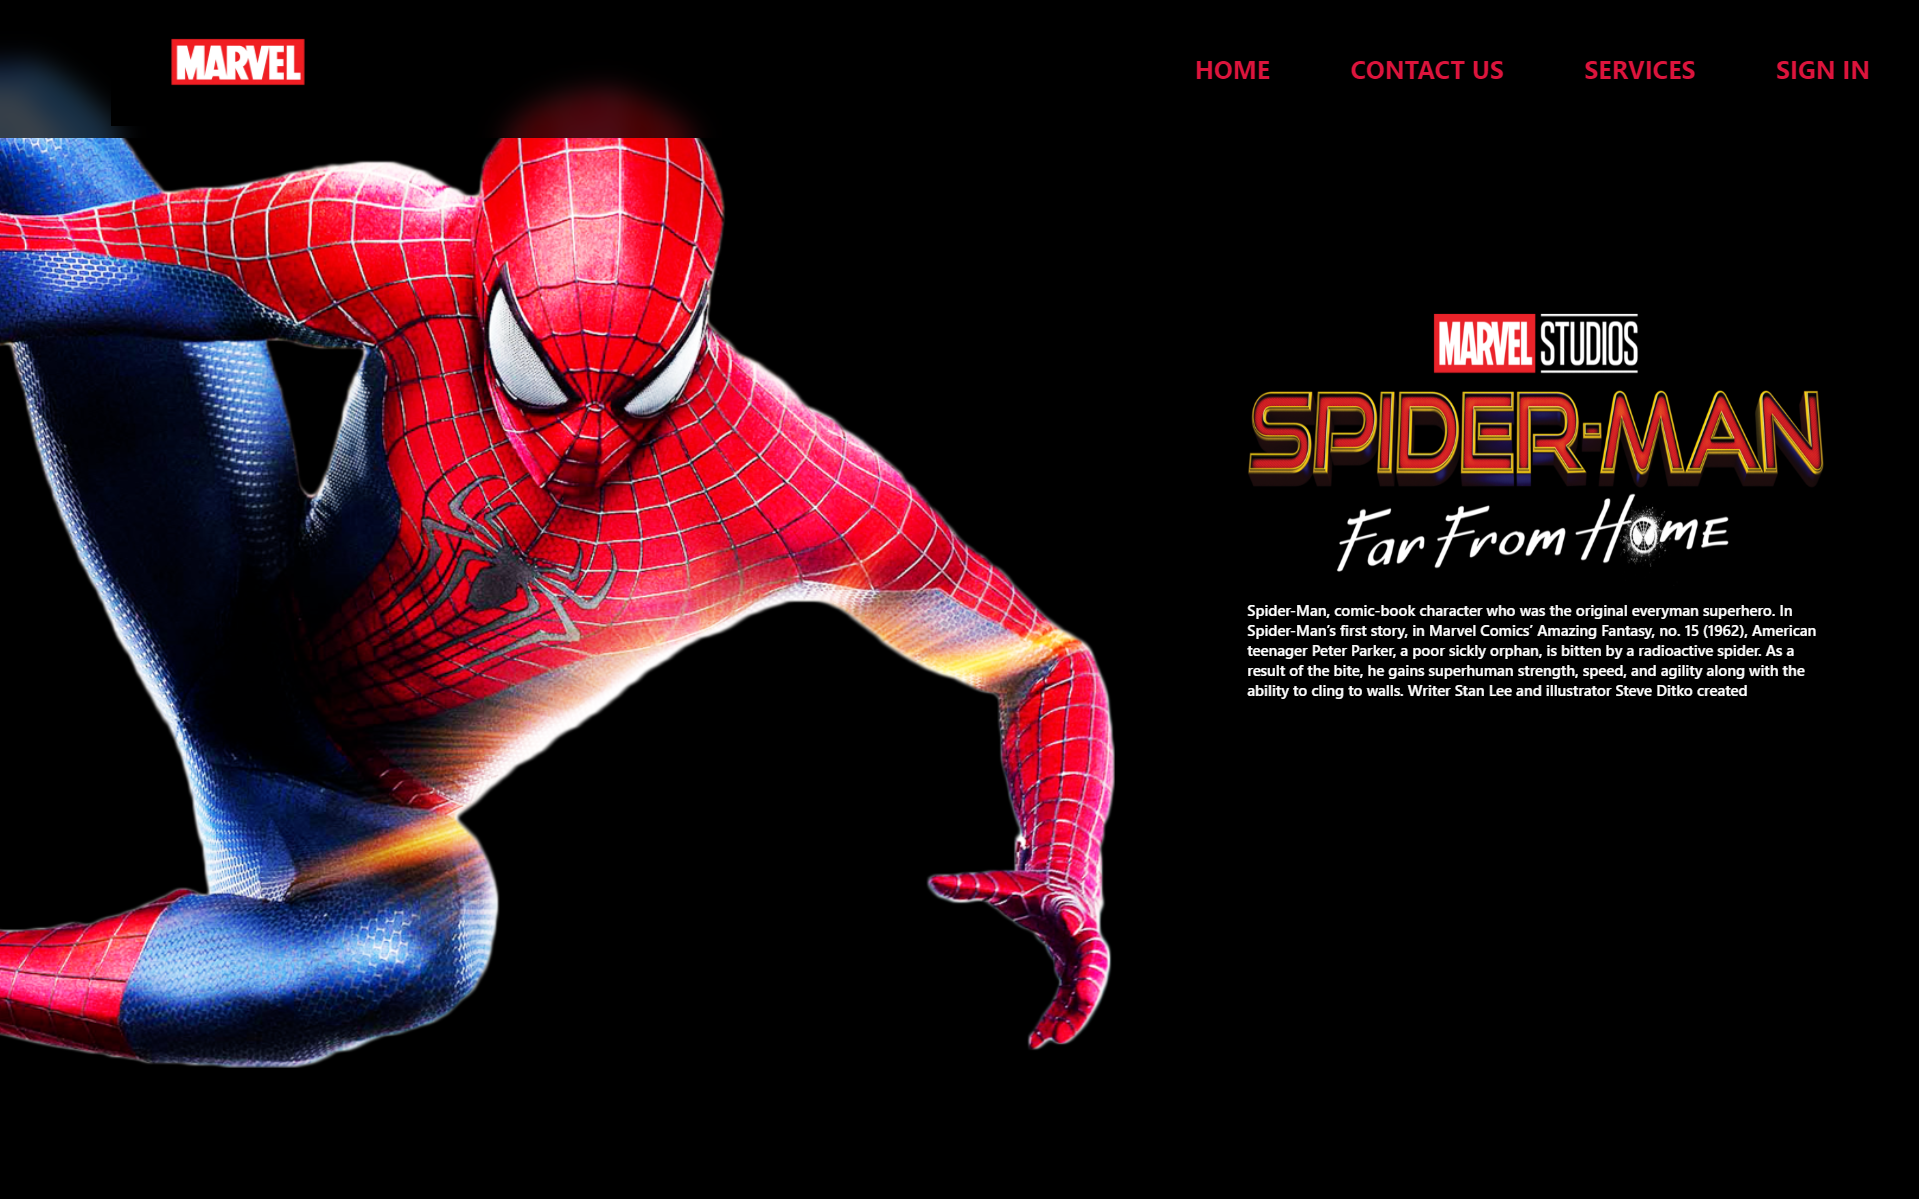 MARVEL
HOME
CONTACT US
SERVICES
SIGN IN
MARVEL STUDIOS
SPIDER-MAN
Far From HOME
Spider-Man, comic-book character who was the original everyman superhero. In
Spider-Man’s first story, in Marvel Comics’ Amazing Fantasy, no. 15 (1962), American
teenager Peter Parker, a poor sickly orphan, is bitten by a radioactive spider. As a
result of the bite, he gains superhuman strength, speed, and agility along with the
ability to cling to walls. Writer Stan Lee and illustrator Steve Ditko created